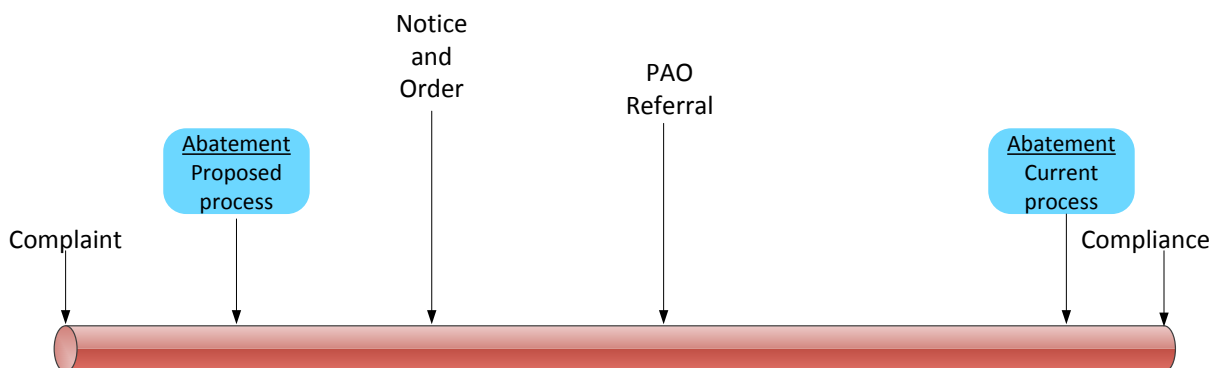 Complaint
Abatement
Proposed
process
Notice
and
Order
PAO
Referral
Abatement
Current
process
Compliance